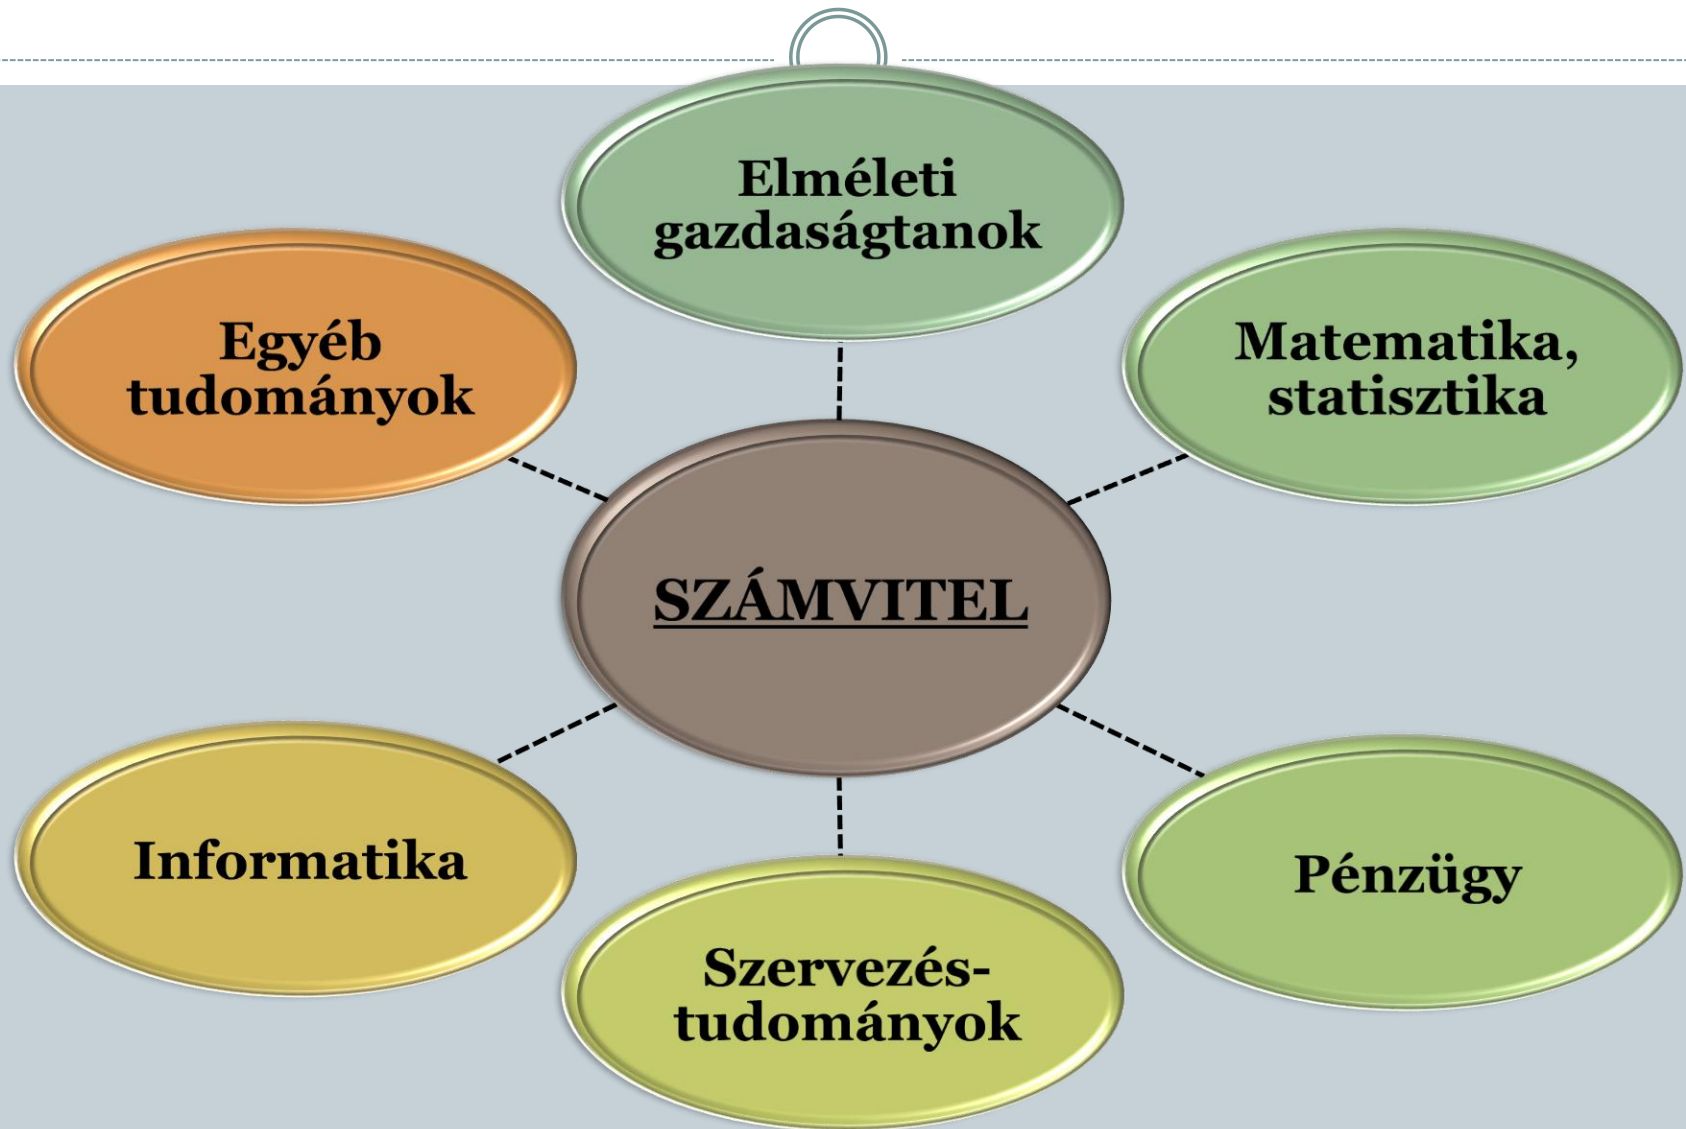 Elméleti
gazdaságtanok
Egyéb
tudományok
Matematika,
statisztika
SZÁMVITEL
Informatika
Pénzügy
Szervezés-
tudományok